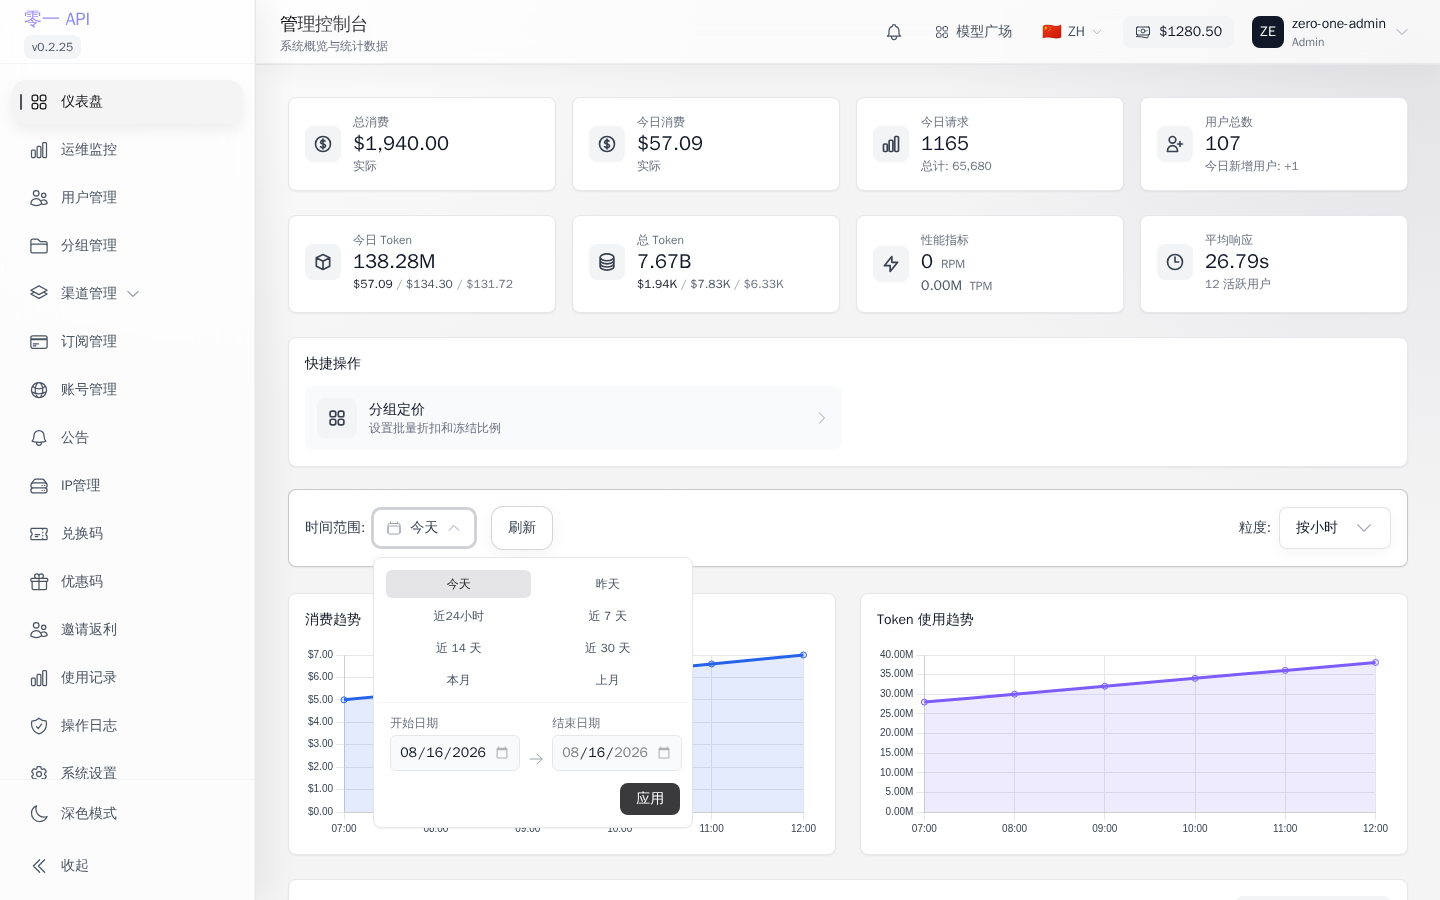 零一 API
v0.2.25
仪表盘
运维监控
用户管理
分组管理
渠道管理
订阅管理
账号管理
公告
IP管理
兑换码
优惠码
邀请返利
使用记录
操作日志
系统设置
深色模式
收起
管理控制台
系统概览与统计数据
模型广场
🇨🇳 ZH
$1280.50
ZE
zero-one-admin
Admin
总消费
$1,940.00
实际
今日消费
$57.09
实际
今日请求
1165
总计: 65,680
用户总数
107
今日新增用户: +1
今日 Token
138.28M
$57.09 / $134.30 / $131.72
总 Token
7.67B
$1.94K / $7.83K / $6.33K
性能指标
0 RPM
0.00M TPM
平均响应
26.79s
12 活跃用户
快捷操作
分组定价
设置批量折扣和冻结比例
时间范围: 今天 刷新
粒度: 按小时
今天 昨天
近24小时 近 7 天
近 14 天 近 30 天
本月 上月
开始日期 结束日期
08/16/2026 08/16/2026
应用
消费趋势
$7.00
$6.00
$5.00
$4.00
$3.00
$2.00
$1.00
$0.00
07:00 08:00 09:00 10:00 11:00 12:00
Token 使用趋势
40.00M
35.00M
30.00M
25.00M
20.00M
15.00M
10.00M
5.00M
0.00M
07:00 08:00 09:00 10:00 11:00 12:00